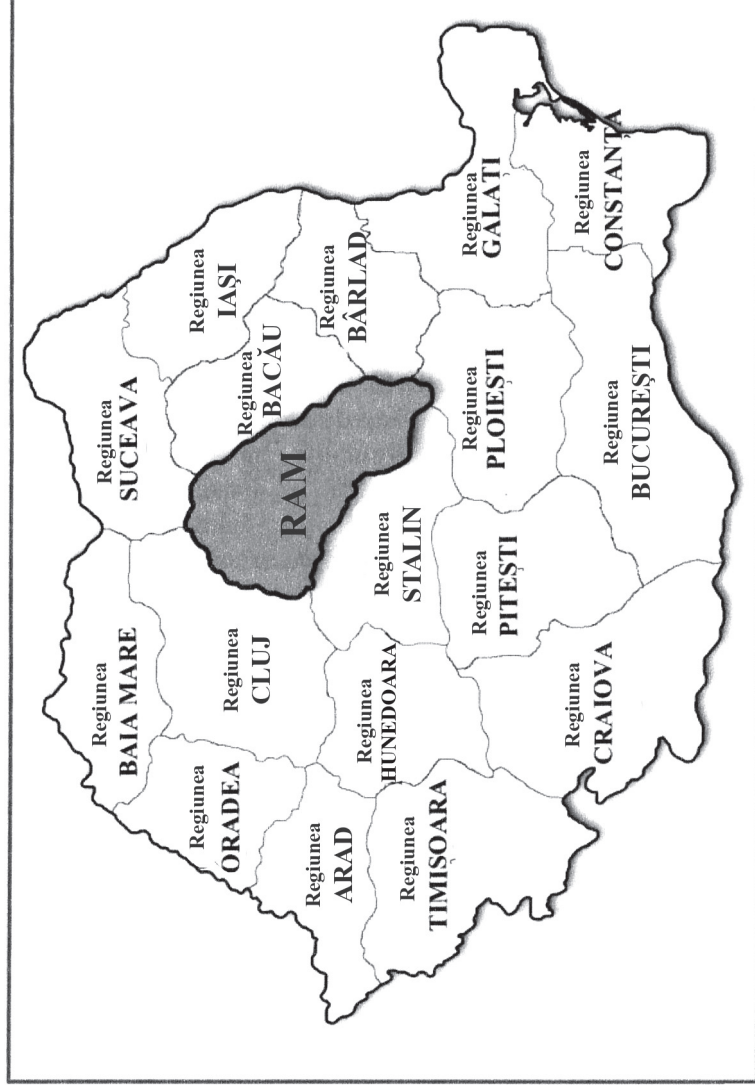 Regiunea
BAIA MARE
Regiunea
SUCEAVA
Regiunea
IAȘI
Regiunea
ORADEA
Regiunea
CLUJ
Regiunea
BACĂU
RAM
Regiunea
BÂRLAD
Regiunea
ARAD
Regiunea
HUNEDOARA
Regiunea
STALIN
Regiunea
TIMIȘOARA
Regiunea
PITEȘTI
Regiunea
PLOIEȘTI
Regiunea
GALAȚI
Regiunea
CRAIOVA
Regiunea
BUCUREȘTI
Regiunea
CONSTANȚA